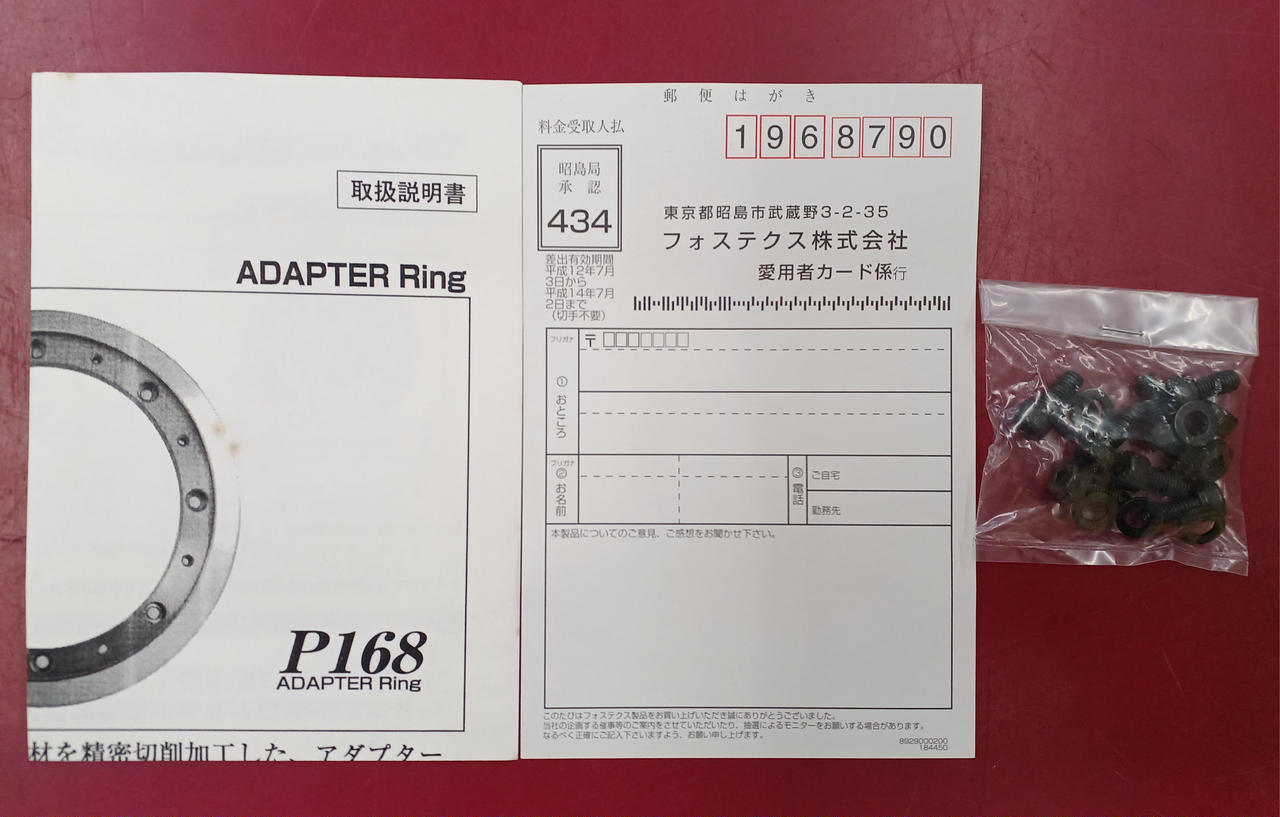 取扱説明書
ADAPTER Ring
P168
ADAPTER Ring
材を精密切削加工した、アダプター
郵便はがき
料金受取人払
1968790
昭島局
承認
434
差出有効期間
平成12年7月
3日から
平成14年7月
2日まで
(切手不要)
東京都昭島市武蔵野3-2-35
フォステクス株式会社
愛用者カード係行
フリガナ
〒
①おところ
フリガナ
②お名前
③電話
ご自宅
勤務先
本製品についてのご意見、ご感想をお聞かせ下さい。
このたびはフォステクス製品をお買い上げいただき誠にありがとうございました。
当社の企画する催事等のご案内をさせていただいたり、抽選によるモニターをお願いする場合があります。
なるべく正確にご記入下さいますよう、お願い申し上げます。
8929000200
184450